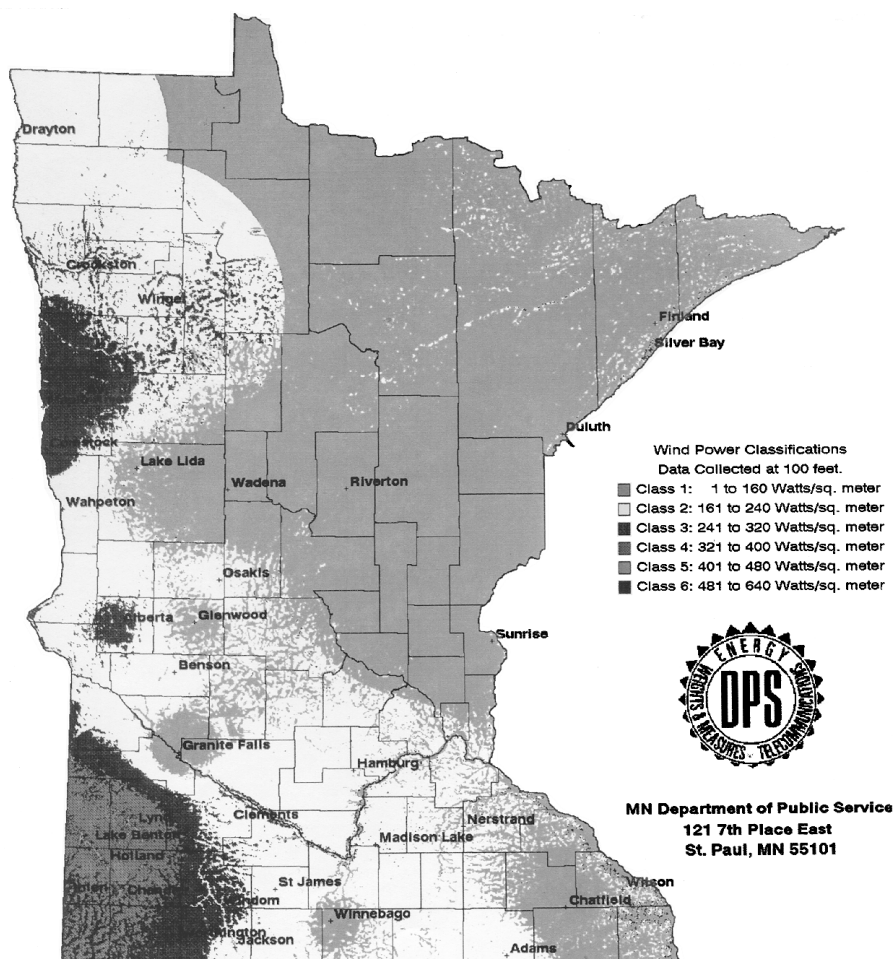 Drayton
Crookston
Winger
Finland
Silver Bay
Duluth
Comstock
Lake Lida
Wadena
Riverton
Wahpeton
Osakis
Glenwood
Sunrise
Benson
Granite Falls
Hamburg
Clements
Nerstrand
Madison Lake
Holland
St James
Wilson
Chatfield
Winnebago
Jackson
Adams
Wind Power Classifications
Data Collected at 100 feet.
Class 1: 1 to 160 Watts/sq. meter
Class 2: 161 to 240 Watts/sq. meter
Class 3: 241 to 320 Watts/sq. meter
Class 4: 321 to 400 Watts/sq. meter
Class 5: 401 to 480 Watts/sq. meter
Class 6: 481 to 640 Watts/sq. meter
ENERGY
TELECOMMUNICATIONS
WEIGHTS & MEASURES
DPS
MN Department of Public Service
121 7th Place East
St. Paul, MN 55101